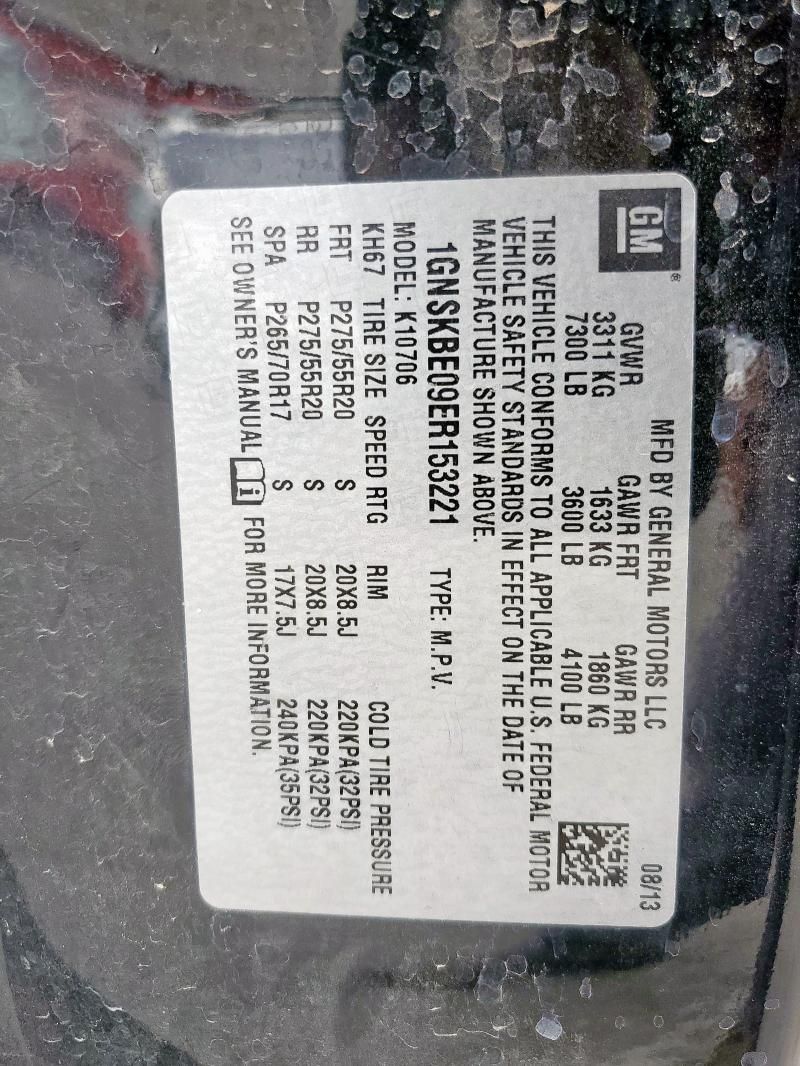 GM ®
MFD BY GENERAL MOTORS LLC 08/13
GVWR GAWR FRT GAWR RR
3311 KG 1633 KG 1860 KG
7300 LB 3600 LB 4100 LB
THIS VEHICLE CONFORMS TO ALL APPLICABLE U.S. FEDERAL MOTOR
VEHICLE SAFETY STANDARDS IN EFFECT ON THE DATE OF
MANUFACTURE SHOWN ABOVE.
1GNSKBE09ER153221 TYPE: M.P.V.
MODEL: K10706
KH67 TIRE SIZE SPEED RTG RIM COLD TIRE PRESSURE
FRT P275/55R20 S 20X8.5J 220KPA(32PSI)
RR P275/55R20 S 20X8.5J 220KPA(32PSI)
SPA P265/70R17 S 17X7.5J 240KPA(35PSI)
SEE OWNER'S MANUAL i FOR MORE INFORMATION.